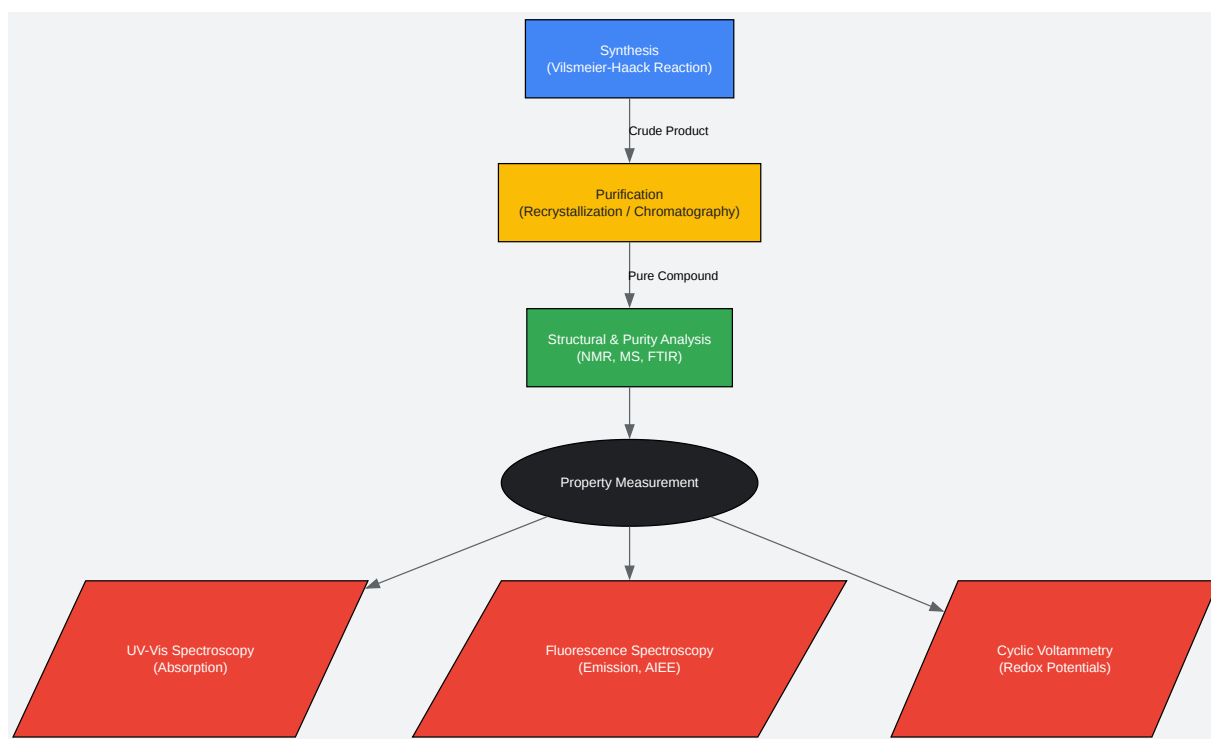 Synthesis
(Vilsmeier-Haack Reaction)
Crude Product
Purification
(Recrystallization / Chromatography)
Pure Compound
Structural & Purity Analysis
(NMR, MS, FTIR)
Property Measurement
UV-Vis Spectroscopy
(Absorption)
Fluorescence Spectroscopy
(Emission, AIEE)
Cyclic Voltammetry
(Redox Potentials)